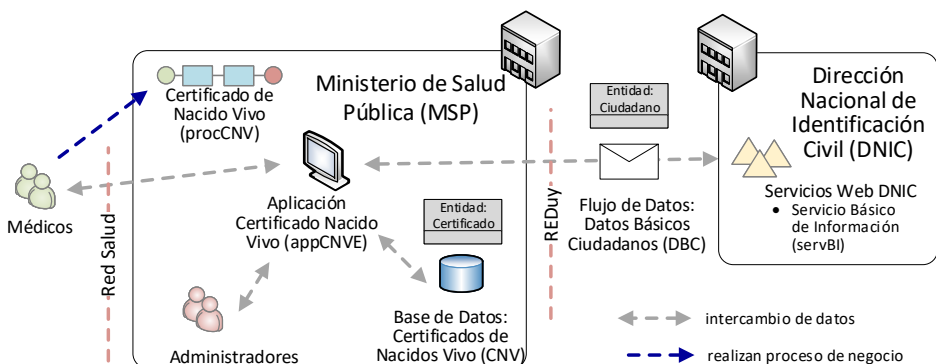 Certificado de
Nacido Vivo
(procCNV)
Ministerio de Salud
Pública (MSP)
Entidad:
Ciudadano
Dirección
Nacional de
Identificación
Civil (DNIC)
Médicos
Red Salud
Aplicación
Certificado Nacido
Vivo (appCNVE)
Entidad:
Certificado
REDuy
Flujo de Datos:
Datos Básicos
Ciudadanos (DBC)
Servicios Web DNIC
• Servicio Básico
de Información
(servBI)
Administradores
Base de Datos:
Certificados de
Nacidos Vivo (CNV)
intercambio de datos
realizan proceso de negocio